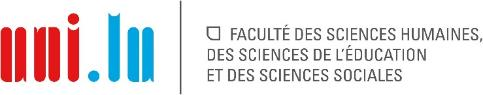 uni.lu
FACULTÉ DES SCIENCES HUMAINES,
DES SCIENCES DE L'ÉDUCATION
ET DES SCIENCES SOCIALES